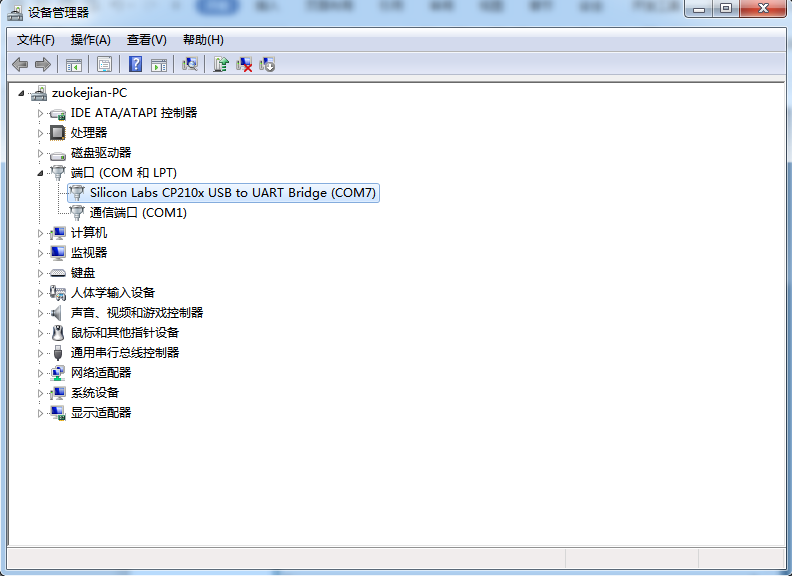 设备管理器
文件(F) 操作(A) 查看(V) 帮助(H)
zuokejian-PC
IDE ATA/ATAPI 控制器
处理器
磁盘驱动器
端口 (COM 和 LPT)
Silicon Labs CP210x USB to UART Bridge (COM7)
通信端口 (COM1)
计算机
监视器
键盘
人体学输入设备
声音、视频和游戏控制器
鼠标和其他指针设备
通用串行总线控制器
网络适配器
系统设备
显示适配器